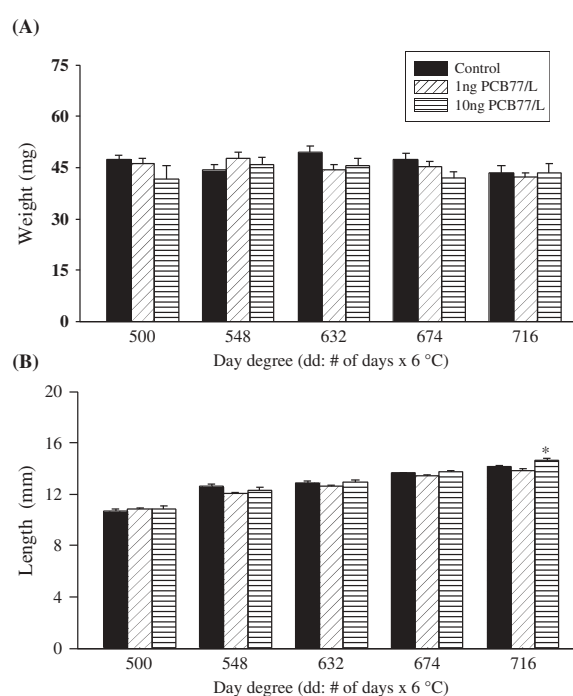 (A)
75
60
45
30
15
0
Weight (mg)
Control
1ng PCB77/L
10ng PCB77/L
500 548 632 674 716
Day degree (dd: # of days x 6 °C)
(B)
20
16
12
8
4
0
Length (mm)
*
500 548 632 674 716
Day degree (dd: # of days x 6 °C)